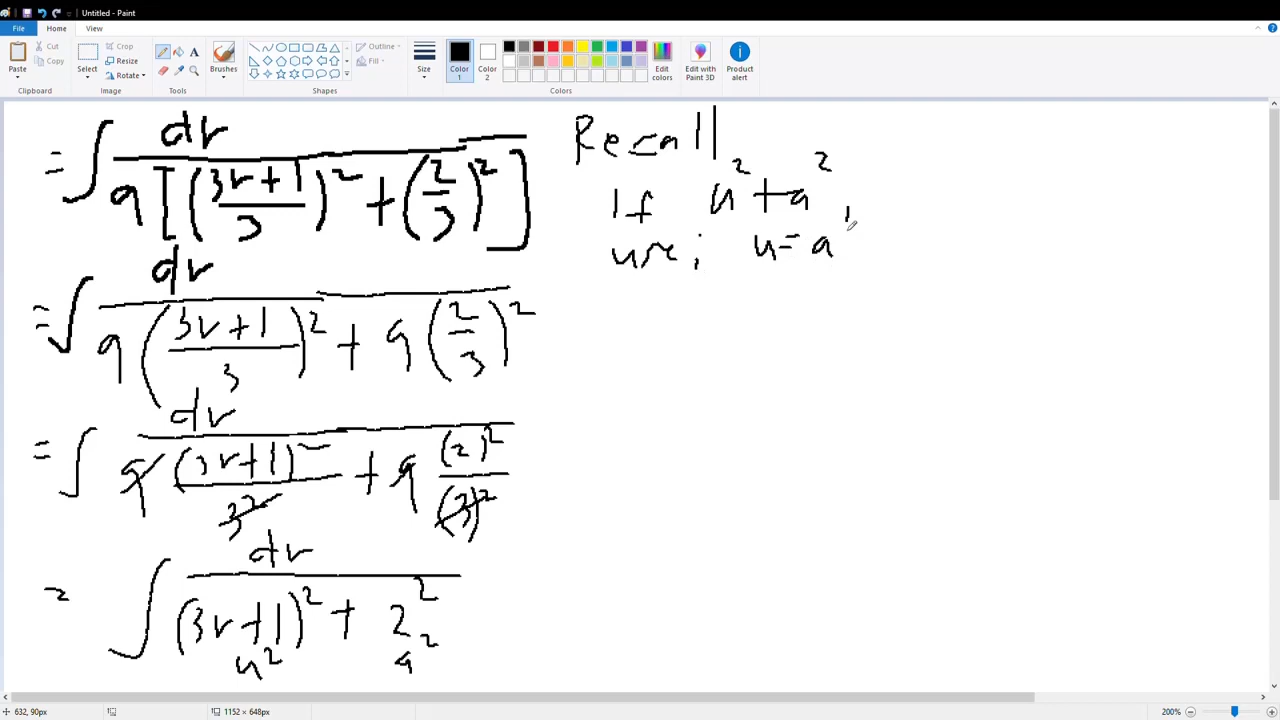 Untitled - Paint
File Home View
Paste Cut Copy Select Crop Resize Rotate Brushes Outline Fill Size Color 1 Color 2 Edit colors Edit with Paint 3D Product alert
Clipboard Image Tools Shapes Colors
= ∫ dr / 9[((3r+1)/3)² + (2/3)²]
= ∫ dr / 9((3r+1)/3)² + 9(2/3)²
= ∫ dr / 9 (3r+1)²/3² + 9 (2)²/(3)²
= ∫ dr / (3r+1)² + 2²
u² a²
Recall
If u² + a²,
use; u = a
632, 90px 1152 × 648px 200%